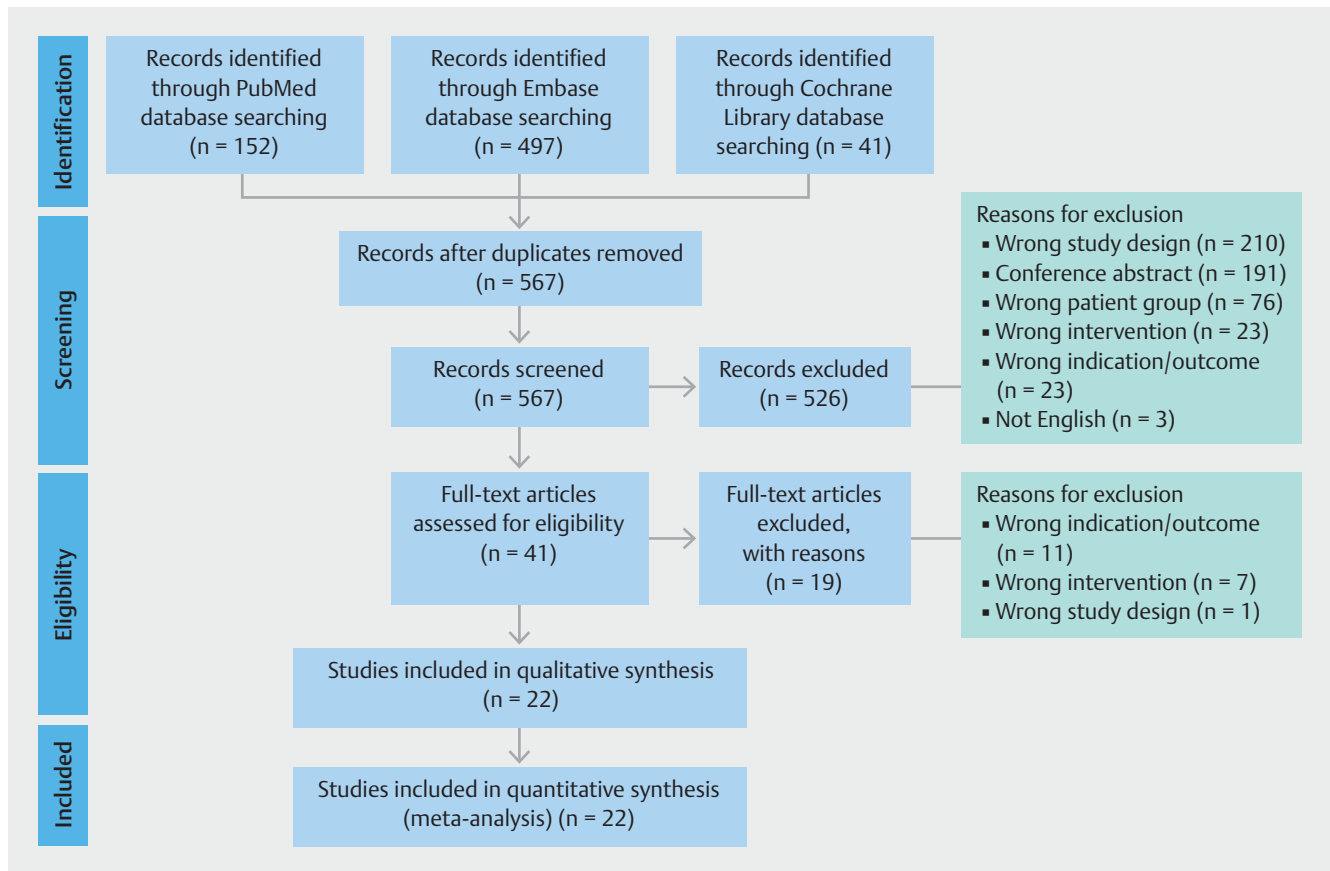 Identification
Records identified
through PubMed
database searching
(n = 152)
Records identified
through Embase
database searching
(n = 497)
Records identified
through Cochrane
Library database
searching (n = 41)
Screening
Records after duplicates removed
(n = 567)
Records screened
(n = 567)
Records excluded
(n = 526)
Reasons for exclusion
▪ Wrong study design (n = 210)
▪ Conference abstract (n = 191)
▪ Wrong patient group (n = 76)
▪ Wrong intervention (n = 23)
▪ Wrong indication/outcome
(n = 23)
▪ Not English (n = 3)
Eligibility
Full-text articles
assessed for eligibility
(n = 41)
Full-text articles
excluded,
with reasons
(n = 19)
Reasons for exclusion
▪ Wrong indication/outcome
(n = 11)
▪ Wrong intervention (n = 7)
▪ Wrong study design (n = 1)
Studies included in qualitative synthesis
(n = 22)
Included
Studies included in quantitative synthesis
(meta-analysis) (n = 22)